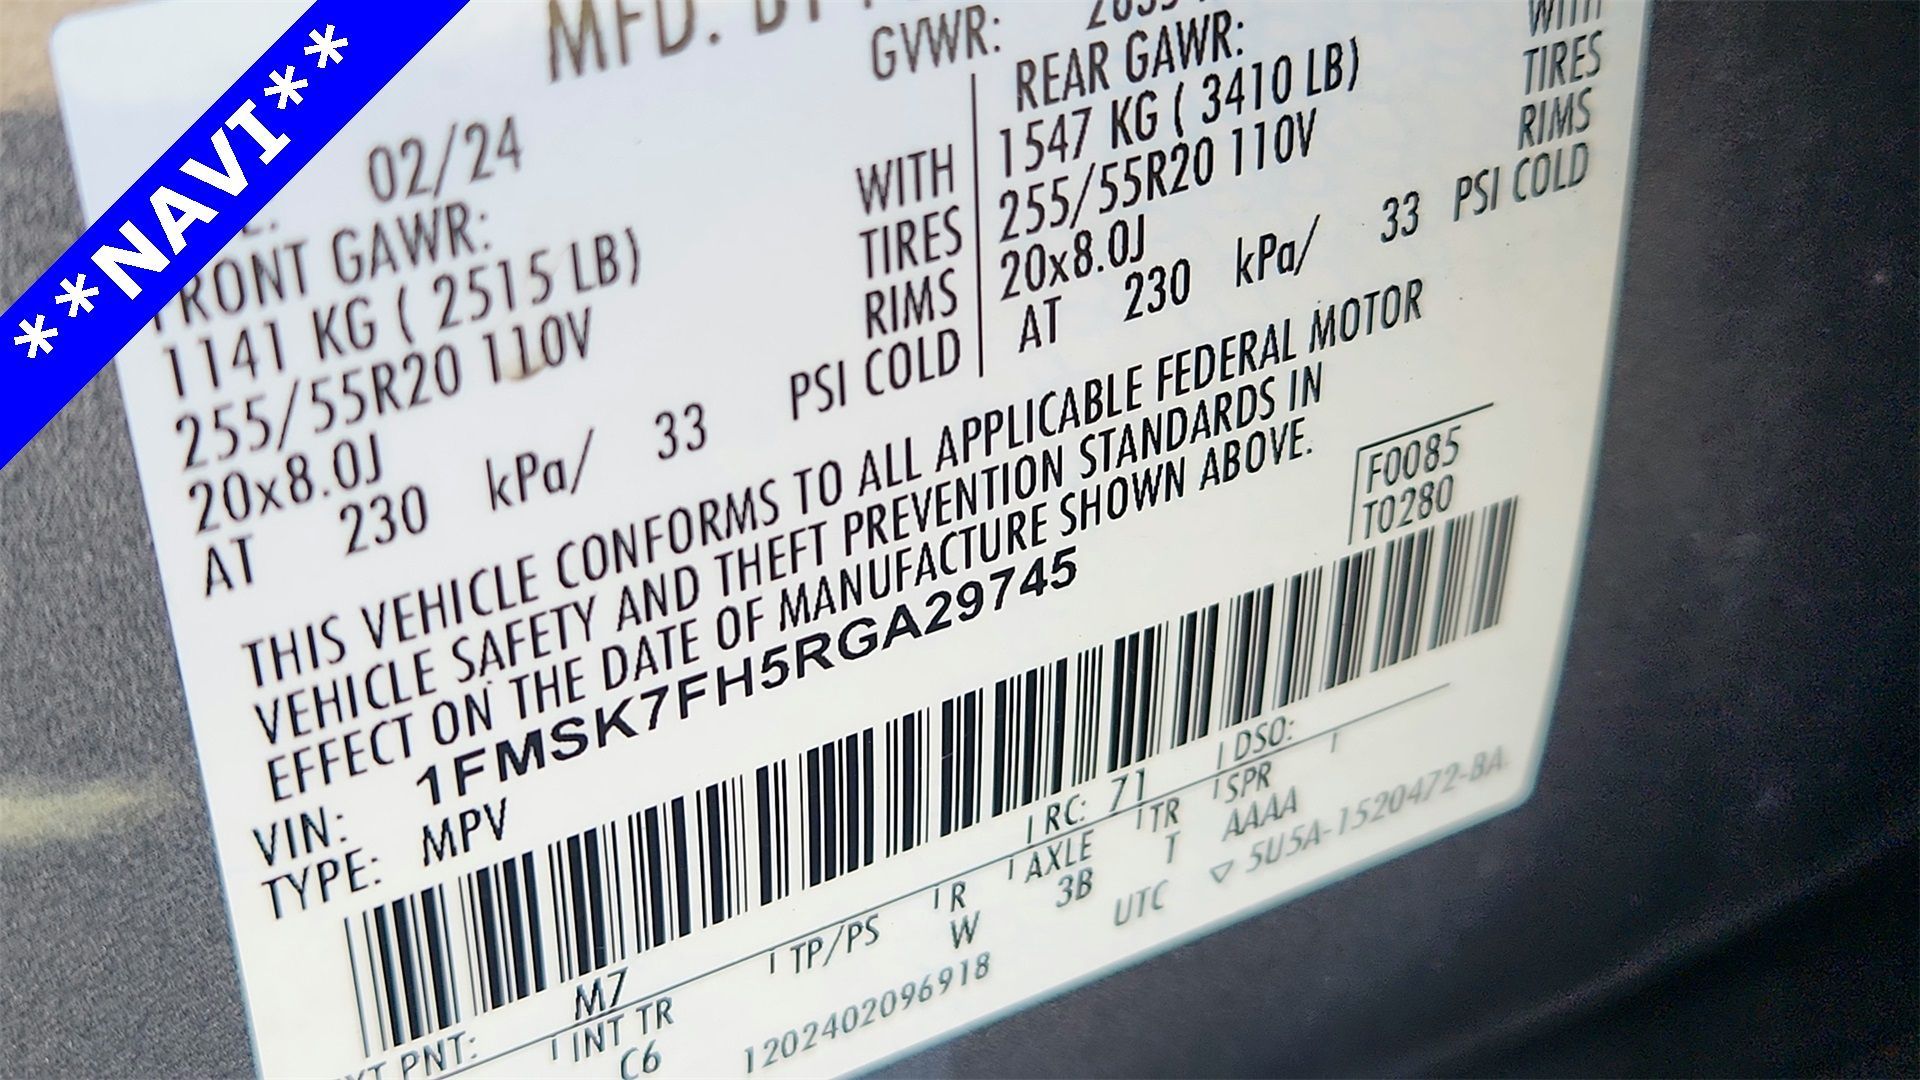 **NAVI**
MFD.
GVWR:
02/24
FRONT GAWR:
1141 KG ( 2515 LB)
WITH
255/55R20 110V
TIRES
20x8.0J
RIMS
AT 230 kPa/ 33 PSI COLD
REAR GAWR:
1547 KG ( 3410 LB)
WITH
255/55R20 110V
TIRES
20x8.0J
RIMS
AT 230 kPa/ 33 PSI COLD
THIS VEHICLE CONFORMS TO ALL APPLICABLE FEDERAL MOTOR
VEHICLE SAFETY AND THEFT PREVENTION STANDARDS IN
EFFECT ON THE DATE OF MANUFACTURE SHOWN ABOVE.
F0085
T0280
VIN: 1FMSK7FH5RGA29745
TYPE: MPV
PNT: M7
RC: 71
DSO:
INT TR
TP/PS
R
AXLE
TR
SPR
C6
W
3B
T
AAAA
120240209​6918
UTC
▽ 5U5A-1520472-BA